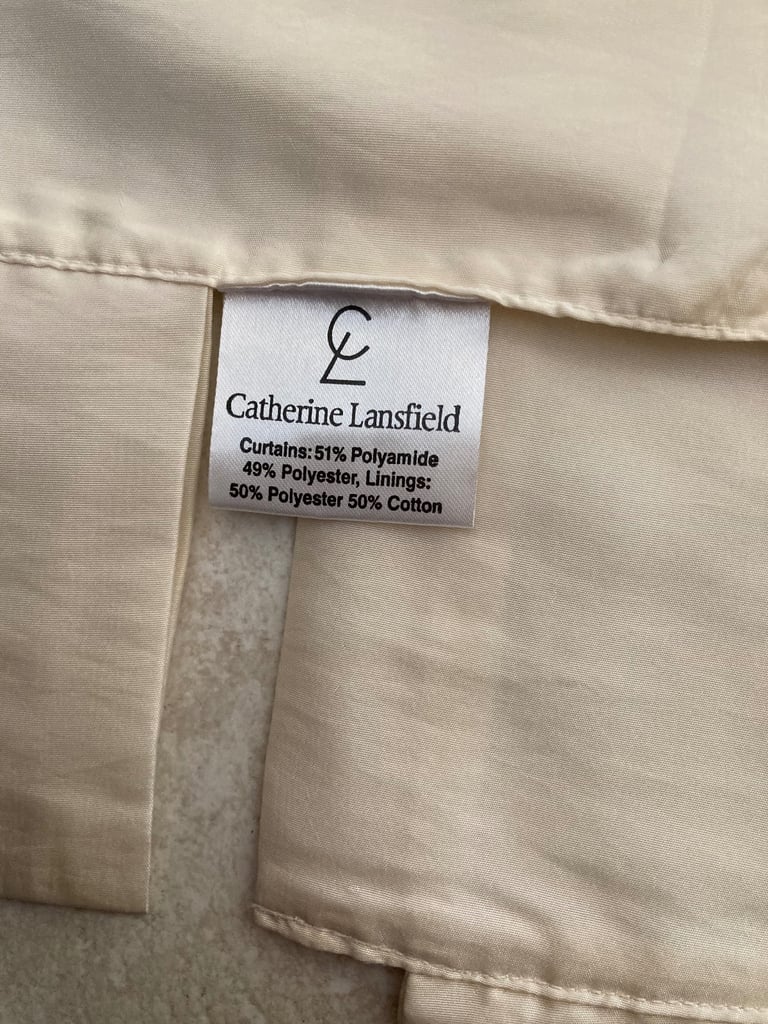 CL
Catherine Lansfield
Curtains: 51% Polyamide
49% Polyester, Linings:
50% Polyester 50% Cotton